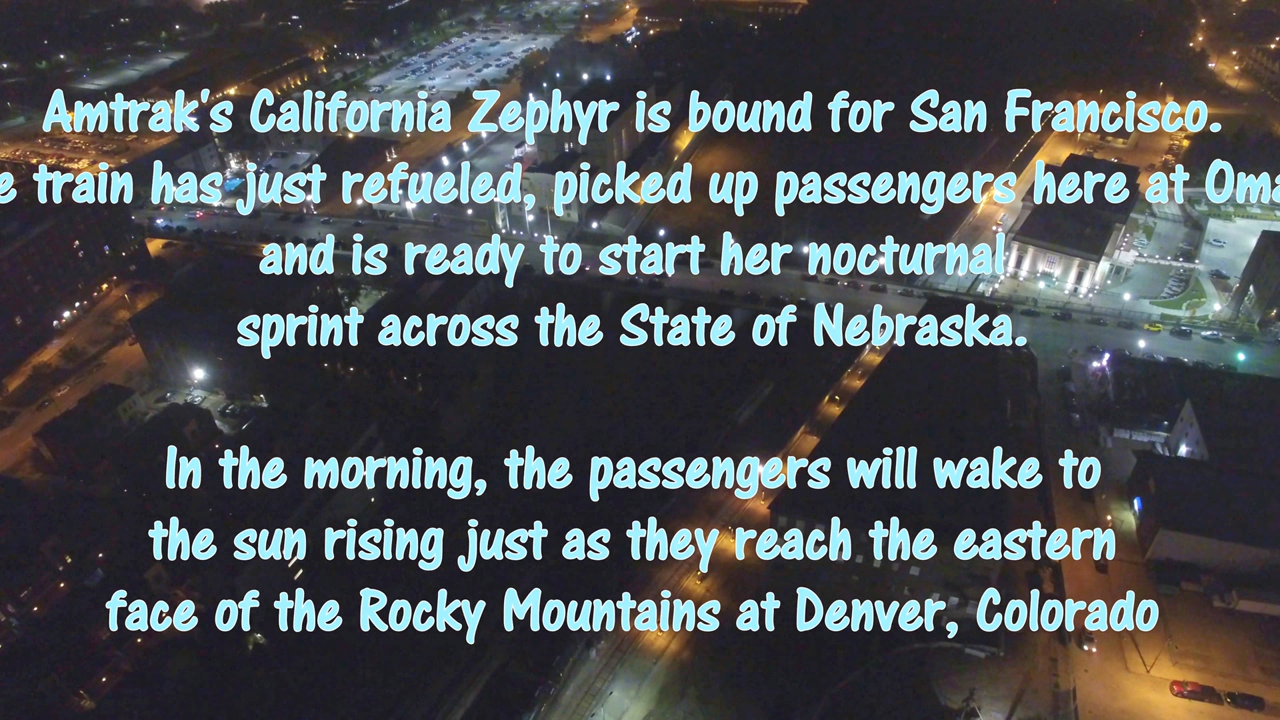 Amtrak's California Zephyr is bound for San Francisco.
e train has just refueled, picked up passengers here at Oma
and is ready to start her nocturnal
sprint across the State of Nebraska.
In the morning, the passengers will wake to
the sun rising just as they reach the eastern
face of the Rocky Mountains at Denver, Colorado